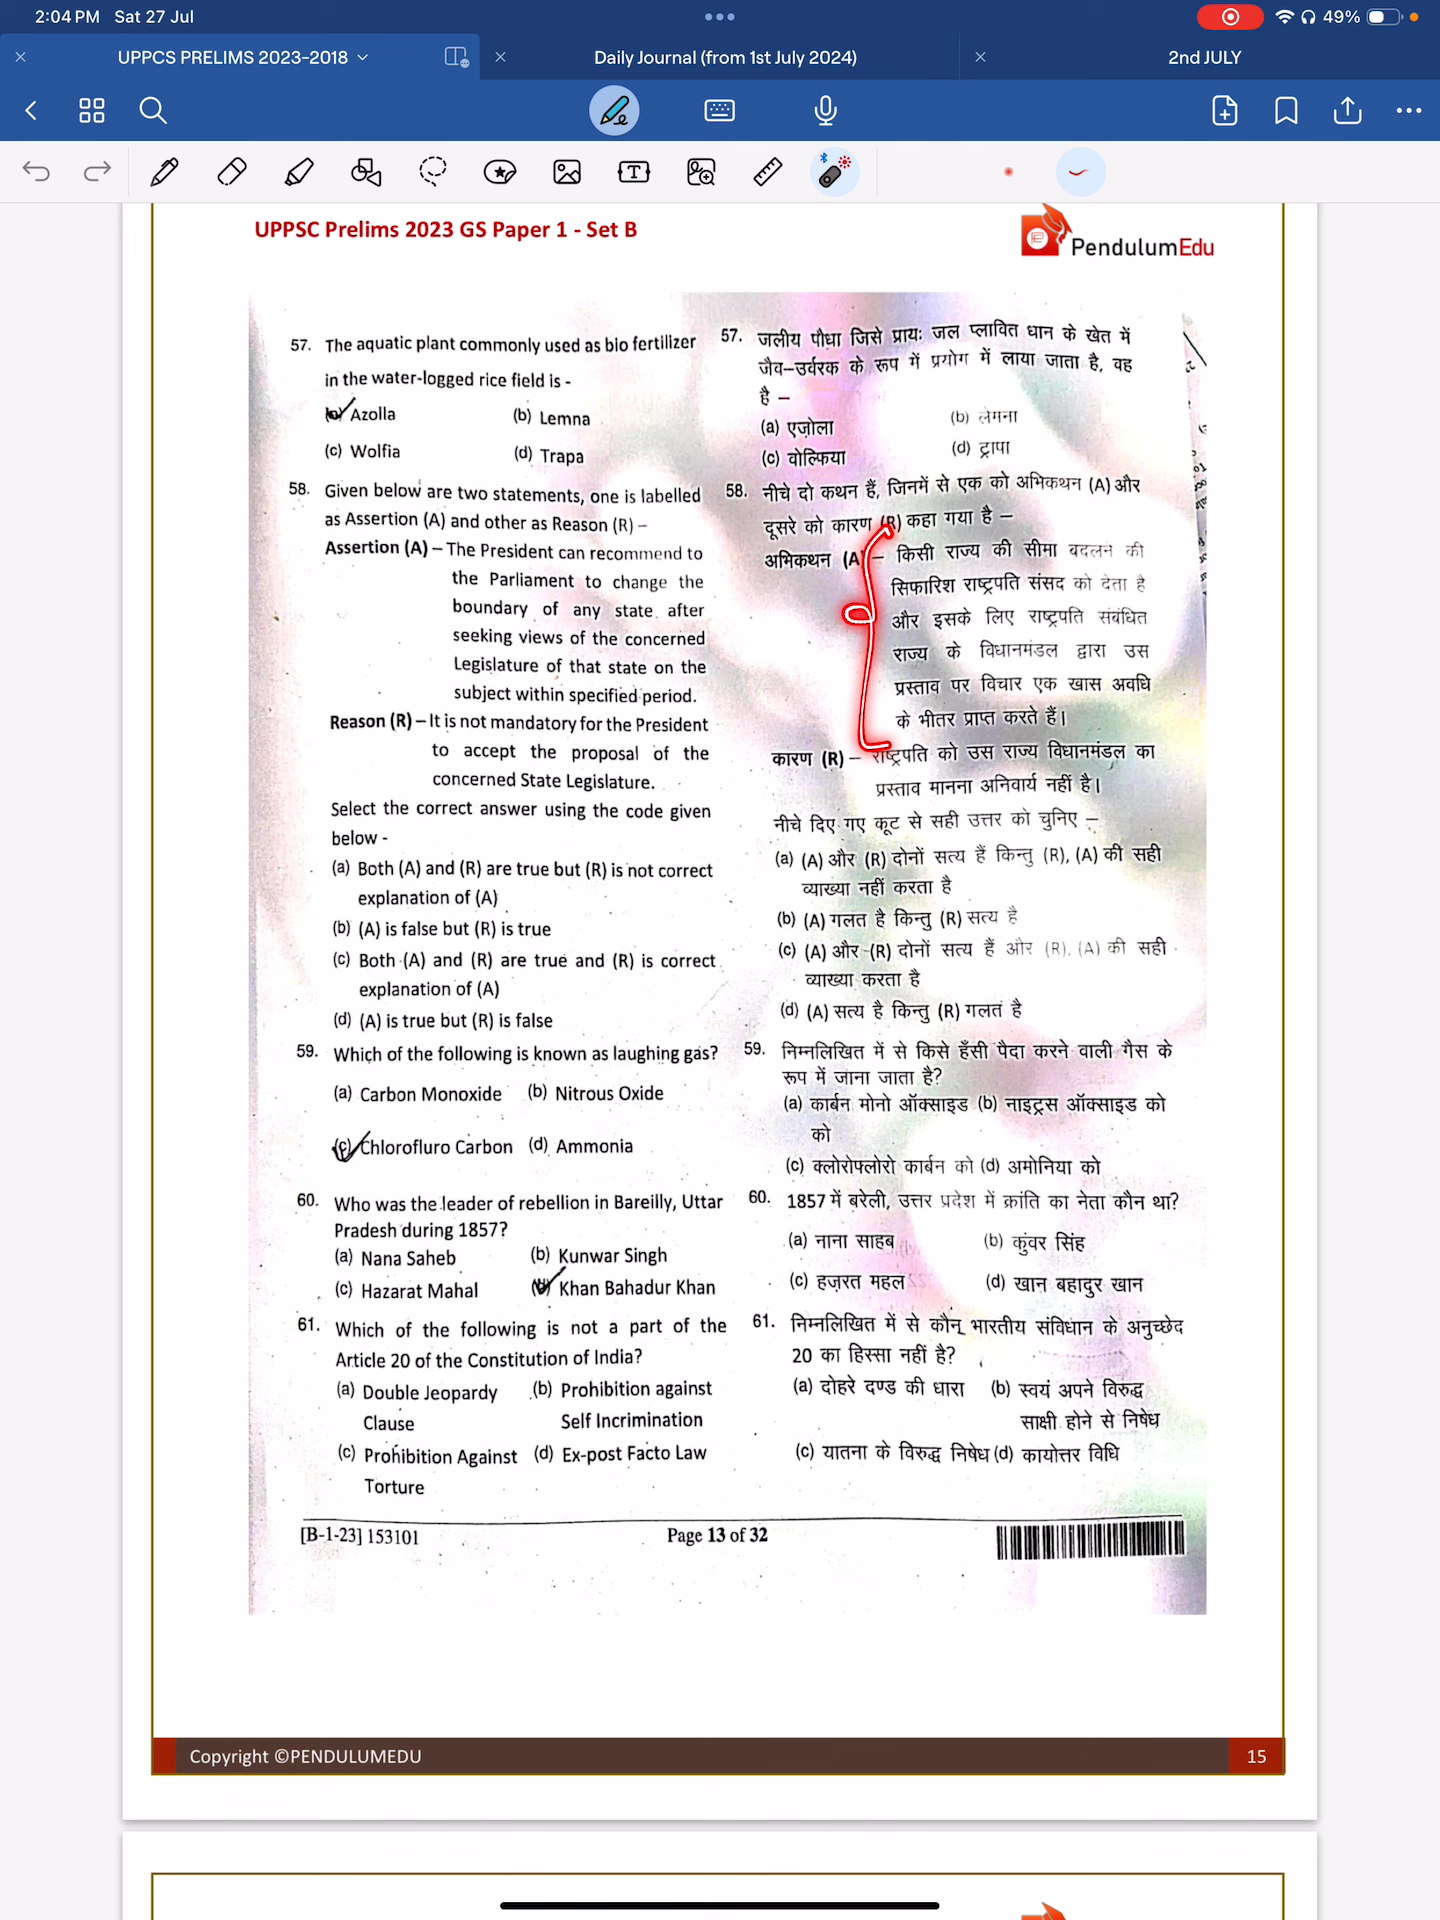 2:04 PM Sat 27 Jul
49%
UPPCS PRELIMS 2023-2018
Daily Journal (from 1st July 2024)
2nd JULY
UPPSC Prelims 2023 GS Paper 1 - Set B
PendulumEdu
57. The aquatic plant commonly used as bio fertilizer
in the water-logged rice field is -
Azolla
(b) Lemna
(c) Wolfia
(d) Trapa
58. Given below are two statements, one is labelled
as Assertion (A) and other as Reason (R) –
Assertion (A) – The President can recommend to
the Parliament to change the
boundary of any state after
seeking views of the concerned
Legislature of that state on the
subject within specified period.
Reason (R) – It is not mandatory for the President
to accept the proposal of the
concerned State Legislature.
Select the correct answer using the code given
below -
(a) Both (A) and (R) are true but (R) is not correct
explanation of (A)
(b) (A) is false but (R) is true
(c) Both (A) and (R) are true and (R) is correct
explanation of (A)
(d) (A) is true but (R) is false
59. Which of the following is known as laughing gas?
(a) Carbon Monoxide (b) Nitrous Oxide
(c) Chlorofluro Carbon (d) Ammonia
60. Who was the leader of rebellion in Bareilly, Uttar
Pradesh during 1857?
(a) Nana Saheb
(b) Kunwar Singh
(c) Hazarat Mahal
Khan Bahadur Khan
61. Which of the following is not a part of the
Article 20 of the Constitution of India?
(a) Double Jeopardy
Clause
(b) Prohibition against
Self Incrimination
(c) Prohibition Against
Torture
(d) Ex-post Facto Law
57. जलीय पौधा जिसे प्रायः जल प्लावित धान के खेत में
जैव–उर्वरक के रूप में प्रयोग में लाया जाता है, वह
है –
(a) एज़ोला
(b) लेमना
(c) वोल्फिया
(d) ट्रापा
58. नीचे दो कथन हैं, जिनमें से एक को अभिकथन (A) और
दूसरे को कारण (R) कहा गया है –
अभिकथन (A) – किसी राज्य की सीमा बदलने की
सिफारिश राष्ट्रपति संसद को देता है
और इसके लिए राष्ट्रपति संबंधित
राज्य के विधानमंडल द्वारा उस
प्रस्ताव पर विचार एक खास अवधि
के भीतर प्राप्त करते हैं।
कारण (R) – राष्ट्रपति को उस राज्य विधानमंडल का
प्रस्ताव मानना अनिवार्य नहीं है।
नीचे दिए गए कूट से सही उत्तर को चुनिए –
(a) (A) और (R) दोनों सत्य हैं किन्तु (R), (A) की सही
व्याख्या नहीं करता है
(b) (A) गलत है किन्तु (R) सत्य है
(c) (A) और (R) दोनों सत्य हैं और (R), (A) की सही
व्याख्या करता है
(d) (A) सत्य है किन्तु (R) गलत है
59. निम्नलिखित में से किसे हँसी पैदा करने वाली गैस के
रूप में जाना जाता है?
(a) कार्बन मोनो ऑक्साइड (b) नाइट्रस ऑक्साइड को
को
(c) क्लोरोफ्लोरो कार्बन को (d) अमोनिया को
60. 1857 में बरेली, उत्तर प्रदेश में क्रांति का नेता कौन था?
(a) नाना साहब
(b) कुंवर सिंह
(c) हज़रत महल
(d) खान बहादुर खान
61. निम्नलिखित में से कौन् भारतीय संविधान के अनुच्छेद
20 का हिस्सा नहीं है?
(a) दोहरे दण्ड की धारा
(b) स्वयं अपने विरुद्ध
साक्षी होने से निषेध
(c) यातना के विरुद्ध निषेध (d) कार्योत्तर विधि
[B-1-23] 153101
Page 13 of 32
Copyright ©PENDULUMEDU
15